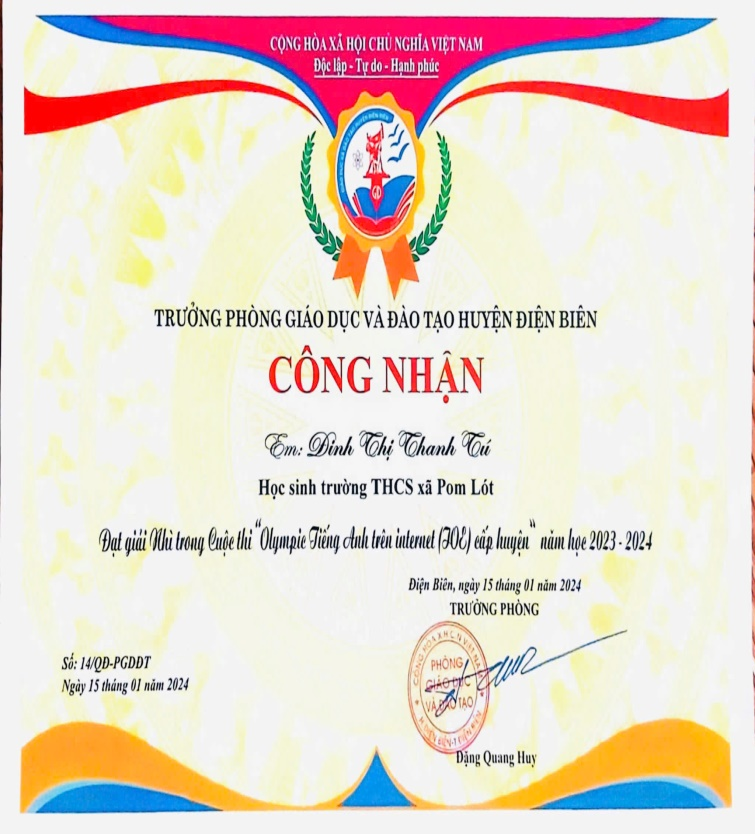 CỘNG HÒA XÃ HỘI CHỦ NGHĨA VIỆT NAM
Độc lập - Tự do - Hạnh phúc
TRƯỞNG PHÒNG GIÁO DỤC VÀ ĐÀO TẠO HUYỆN ĐIỆN BIÊN
CÔNG NHẬN
Em: Đinh Thị Thanh Tú
Học sinh trường THCS xã Pom Lót
Đạt giải Nhì trong Cuộc thi "Olympic Tiếng Anh trên internet (IOE) cấp huyện" năm học 2023 - 2024
Điện Biên, ngày 15 tháng 01 năm 2024
TRƯỞNG PHÒNG
Số: 14/QĐ-PGDĐT
Ngày 15 tháng 01 năm 2024
PHÒNG
GIÁO DỤC
VÀ ĐÀO TẠO
Đặng Quang Huy